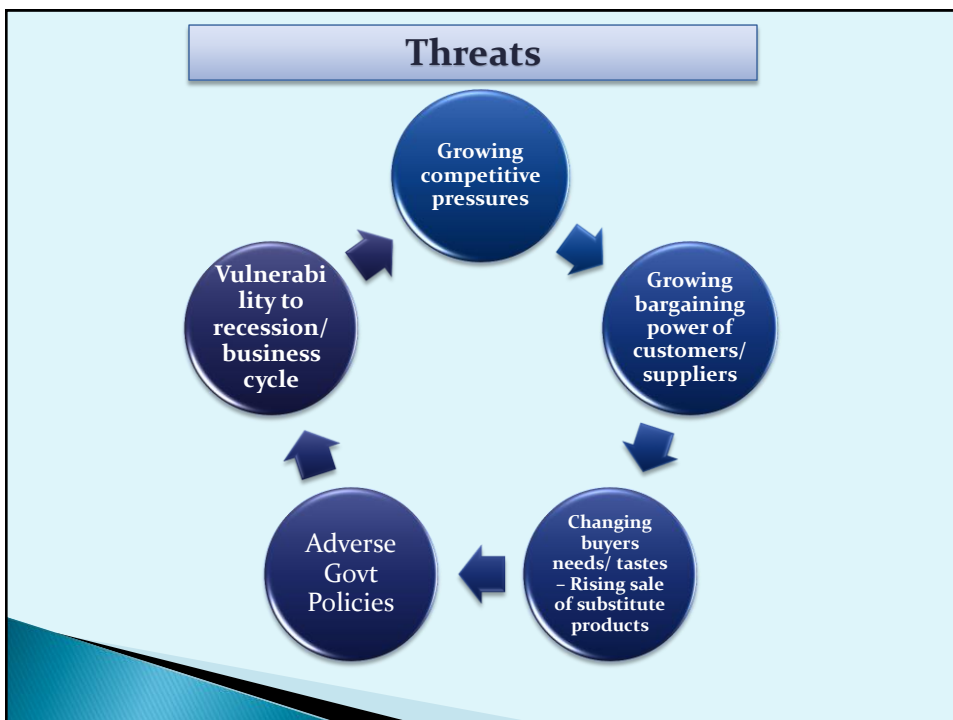 Threats
Growing
competitive
pressures
Growing
bargaining
power of
customers/
suppliers
Changing
buyers
needs/ tastes
– Rising sale
of substitute
products
Adverse
Govt
Policies
Vulnerabi
lity to
recession/
business
cycle